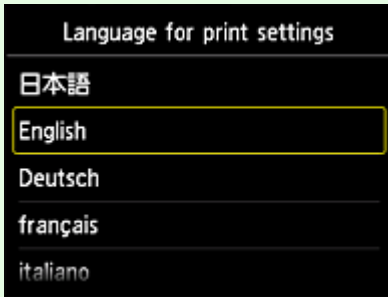 Language for print settings
日本語
English
Deutsch
français
italiano